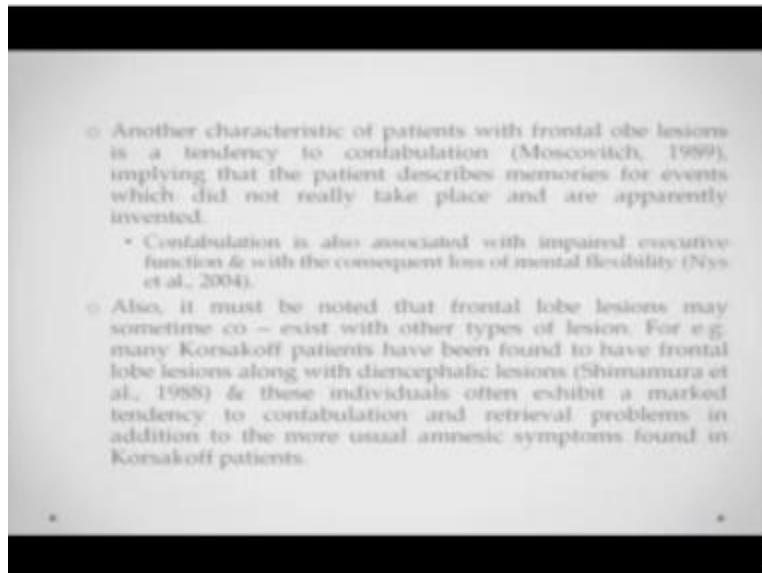 Another characteristic of patients with frontal obe lesions
is a tendency to confabulation (Moscovitch, 1989),
implying that the patient describes memories for events
which did not really take place and are apparently
invented.
• Confabulation is also associated with impaired executive
function & with the consequent loss of mental flexibility (Nys
et al., 2004).
Also, it must be noted that frontal lobe lesions may
sometime co – exist with other types of lesion. For e.g.
many Korsakoff patients have been found to have frontal
lobe lesions along with diencephalic lesions (Shimamura et
al., 1988) & these individuals often exhibit a marked
tendency to confabulation and retrieval problems in
addition to the more usual amnesic symptoms found in
Korsakoff patients.